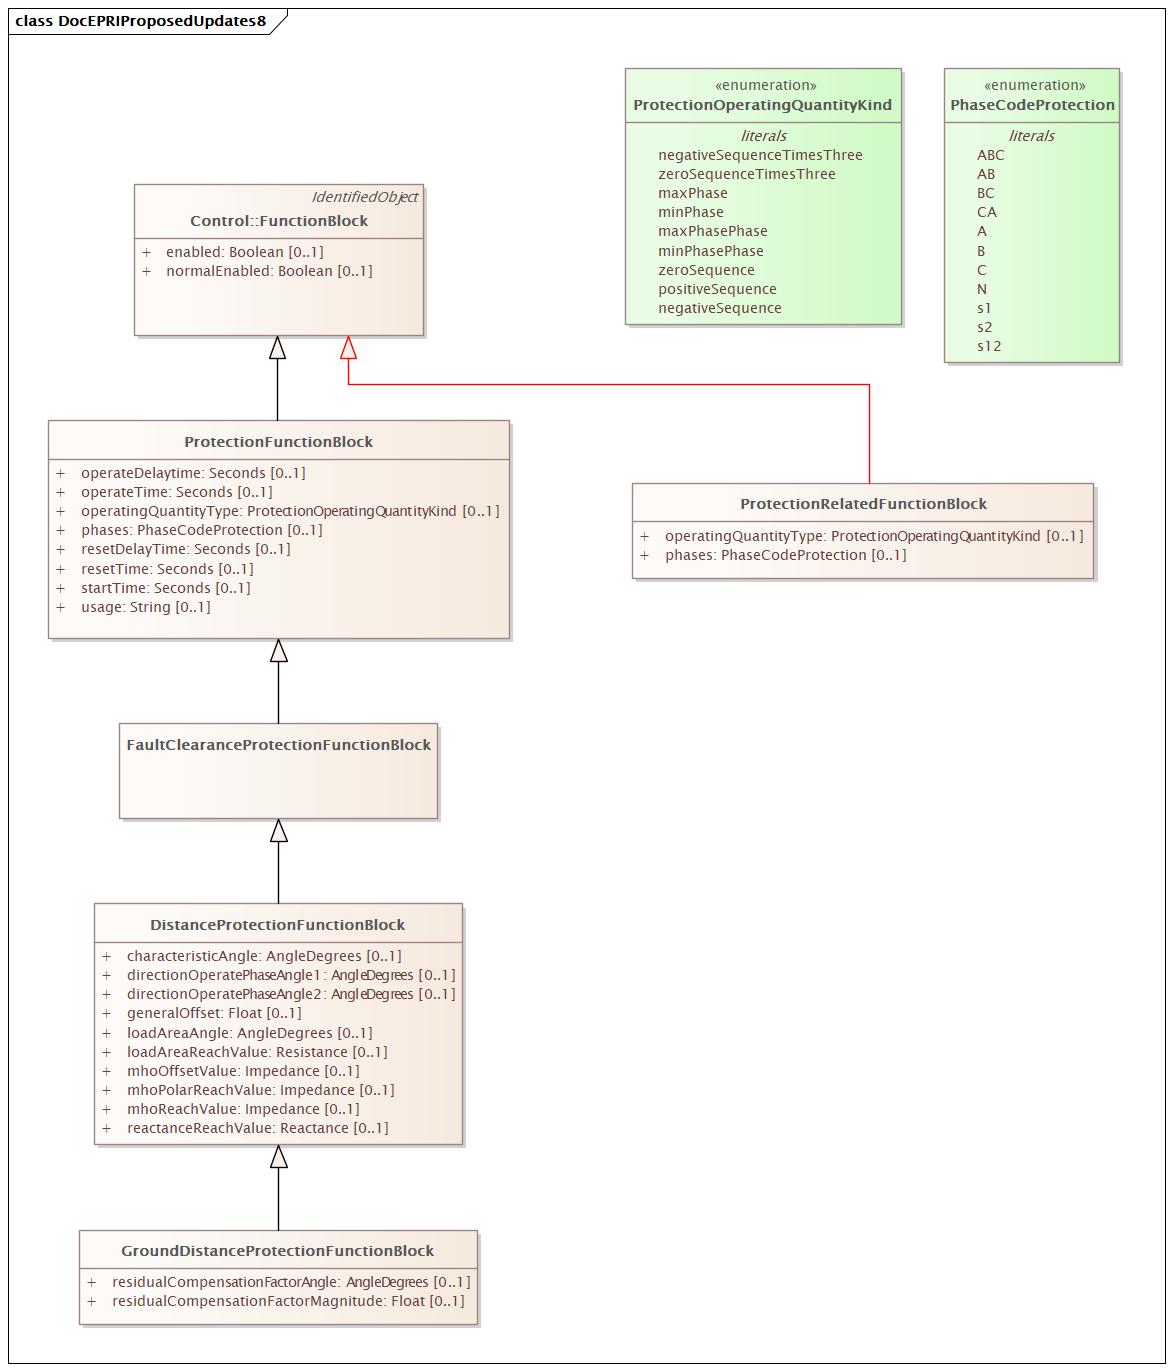 class DocEPRIProposedUpdates8
«enumeration»
ProtectionOperatingQuantityKind
literals
negativeSequenceTimesThree
zeroSequenceTimesThree
maxPhase
minPhase
maxPhasePhase
minPhasePhase
zeroSequence
positiveSequence
negativeSequence
«enumeration»
PhaseCodeProtection
literals
ABC
AB
BC
CA
A
B
C
N
s1
s2
s12
IdentifiedObject
Control::FunctionBlock
+ enabled: Boolean [0..1]
+ normalEnabled: Boolean [0..1]
ProtectionFunctionBlock
+ operateDelaytime: Seconds [0..1]
+ operateTime: Seconds [0..1]
+ operatingQuantityType: ProtectionOperatingQuantityKind [0..1]
+ phases: PhaseCodeProtection [0..1]
+ resetDelayTime: Seconds [0..1]
+ resetTime: Seconds [0..1]
+ startTime: Seconds [0..1]
+ usage: String [0..1]
ProtectionRelatedFunctionBlock
+ operatingQuantityType: ProtectionOperatingQuantityKind [0..1]
+ phases: PhaseCodeProtection [0..1]
FaultClearanceProtectionFunctionBlock
DistanceProtectionFunctionBlock
+ characteristicAngle: AngleDegrees [0..1]
+ directionOperatePhaseAngle1: AngleDegrees [0..1]
+ directionOperatePhaseAngle2: AngleDegrees [0..1]
+ generalOffset: Float [0..1]
+ loadAreaAngle: AngleDegrees [0..1]
+ loadAreaReachValue: Resistance [0..1]
+ mhoOffsetValue: Impedance [0..1]
+ mhoPolarReachValue: Impedance [0..1]
+ mhoReachValue: Impedance [0..1]
+ reactanceReachValue: Reactance [0..1]
GroundDistanceProtectionFunctionBlock
+ residualCompensationFactorAngle: AngleDegrees [0..1]
+ residualCompensationFactorMagnitude: Float [0..1]